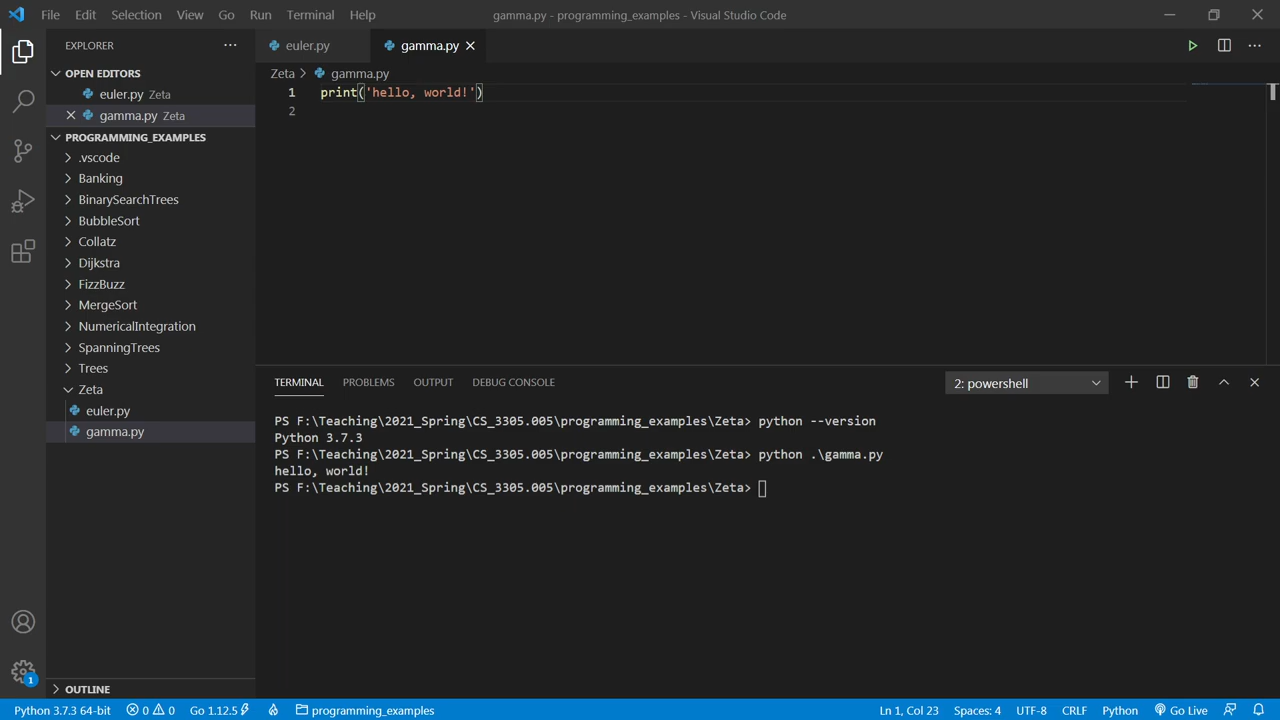 File Edit Selection View Go Run Terminal Help gamma.py - programming_examples - Visual Studio Code
EXPLORER
OPEN EDITORS
euler.py Zeta
gamma.py Zeta
PROGRAMMING_EXAMPLES
.vscode
Banking
BinarySearchTrees
BubbleSort
Collatz
Dijkstra
FizzBuzz
MergeSort
NumericalIntegration
SpanningTrees
Trees
Zeta
euler.py
gamma.py
OUTLINE
euler.py gamma.py
Zeta > gamma.py
1 print('hello, world!')
2
TERMINAL PROBLEMS OUTPUT DEBUG CONSOLE 2: powershell
PS F:\Teaching\2021_Spring\CS_3305.005\programming_examples\Zeta> python --version
Python 3.7.3
PS F:\Teaching\2021_Spring\CS_3305.005\programming_examples\Zeta> python .\gamma.py
hello, world!
PS F:\Teaching\2021_Spring\CS_3305.005\programming_examples\Zeta>
1
Python 3.7.3 64-bit 0 0 Go 1.12.5 programming_examples Ln 1, Col 23 Spaces: 4 UTF-8 CRLF Python Go Live